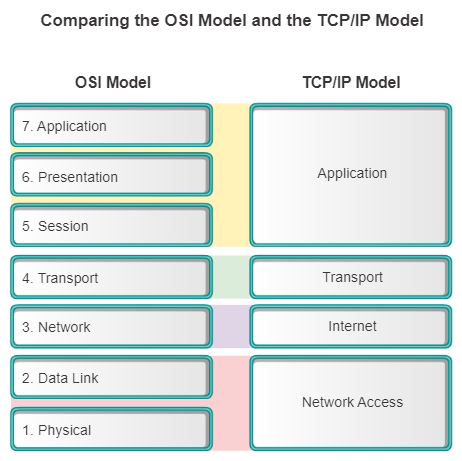 Comparing the OSI Model and the TCP/IP Model
OSI Model
TCP/IP Model
7. Application
6. Presentation
5. Session
4. Transport
3. Network
2. Data Link
1. Physical
Application
Transport
Internet
Network Access